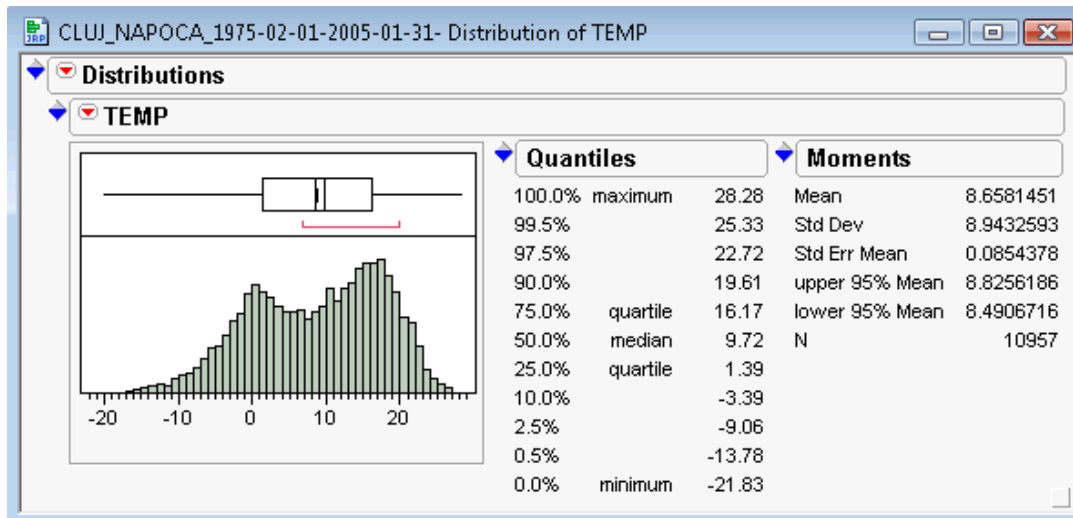 JRP CLUJ_NAPOCA_1975-02-01-2005-01-31- Distribution of TEMP
Distributions
TEMP
-20 -10 0 10 20
Quantiles
100.0% maximum 28.28
99.5% 25.33
97.5% 22.72
90.0% 19.61
75.0% quartile 16.17
50.0% median 9.72
25.0% quartile 1.39
10.0% -3.39
2.5% -9.06
0.5% -13.78
0.0% minimum -21.83
Moments
Mean 8.6581451
Std Dev 8.9432593
Std Err Mean 0.0854378
upper 95% Mean 8.8256186
lower 95% Mean 8.4906716
N 10957